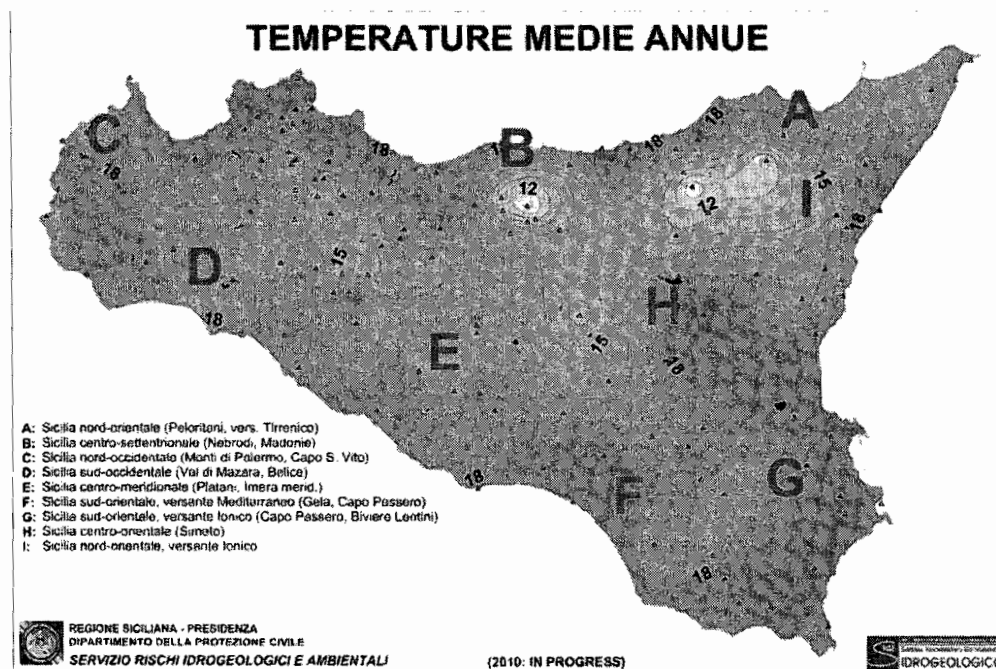 TEMPERATURE MEDIE ANNUE
A
C
18
18
B
18
18
12
I
15
12
18
D
15
H
18
E
15
18
A: Sicilia nord-orientale (Peloritani, vers. Tirrenico)
B: Sicilia centro-settentrionale (Nebrodi, Madonie)
C: Sicilia nord-occidentale (Monti di Palermo, Capo S. Vito)
D: Sicilia sud-occidentale (Val di Mazara, Belice)
E: Sicilia centro-meridionale (Platani, Imera merid.)
F: Sicilia sud-orientale, versante Mediterraneo (Gela, Capo Passero)
G: Sicilia sud-orientale, versante Ionico (Capo Passero, Biviere Lentini)
H: Sicilia centro-orientale (Simeto)
I: Sicilia nord-orientale, versante Ionico
18
F
G
18
REGIONE SICILIANA - PRESIDENZA
DIPARTIMENTO DELLA PROTEZIONE CIVILE
SERVIZIO RISCHI IDROGEOLOGICI E AMBIENTALI
(2010: IN PROGRESS)
IDROGEOLOGICI